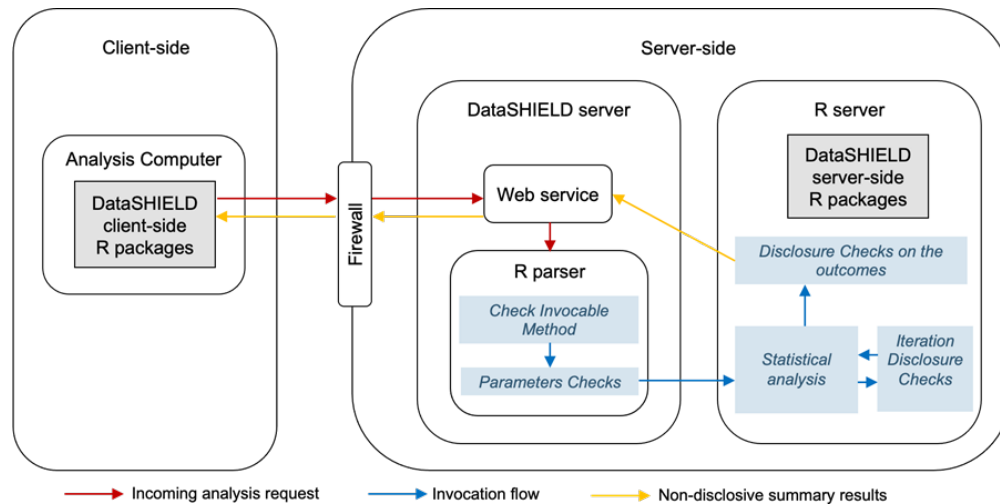 Client-side
Server-side
DataSHIELD server
R server
Analysis Computer
DataSHIELD
client-side
R packages
Firewall
Web service
DataSHIELD
server-side
R packages
R parser
Check Invocable
Method
Parameters Checks
Disclosure Checks on the
outcomes
Statistical
analysis
Iteration
Disclosure
Checks
Incoming analysis request
Invocation flow
Non-disclosive summary results